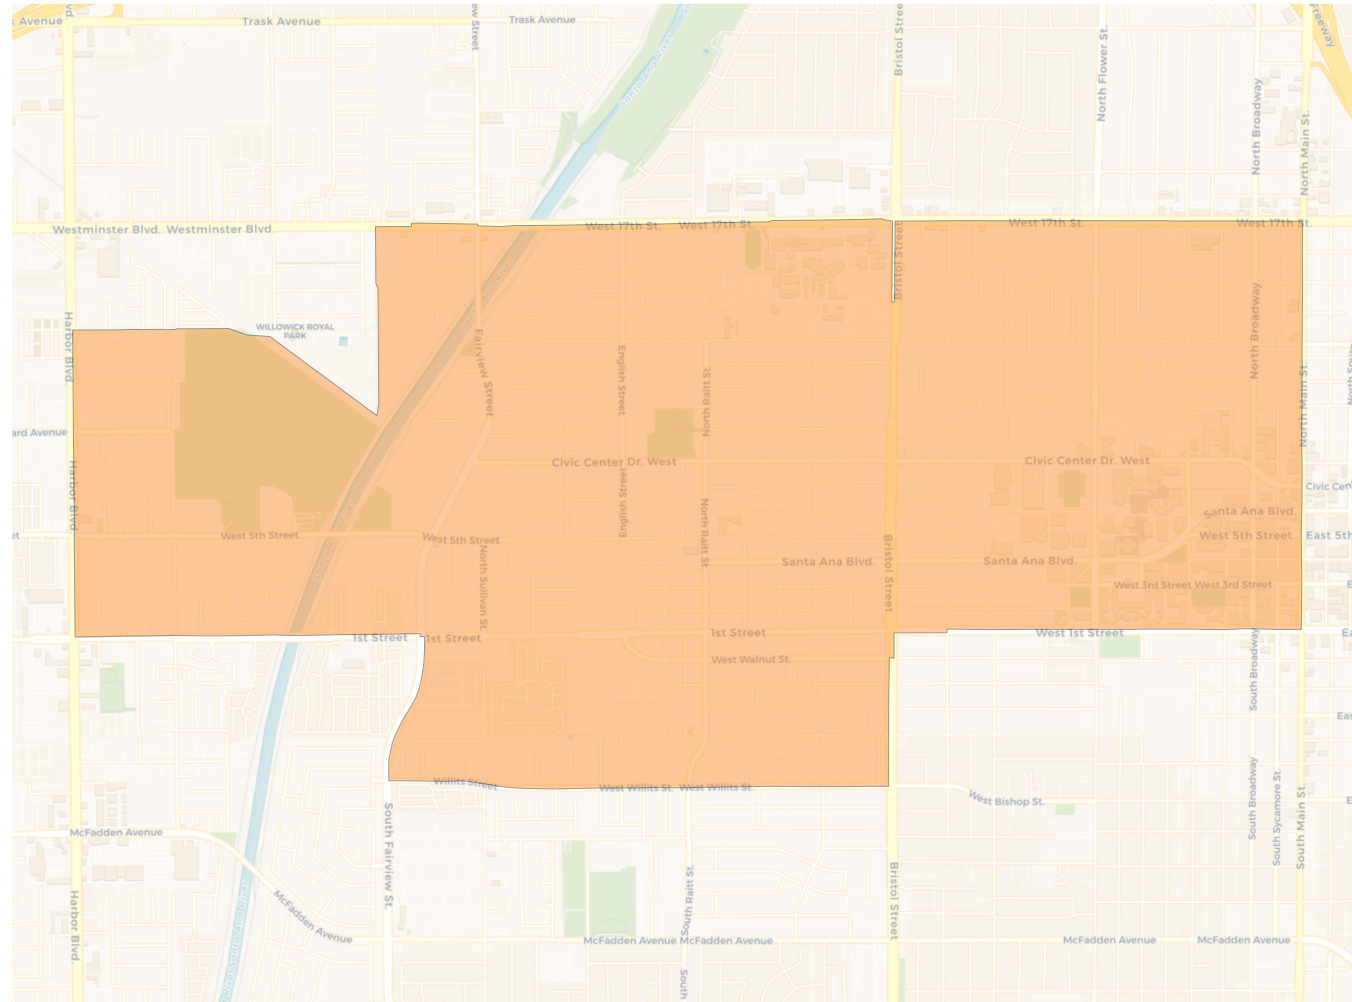 Avenue
Trask Avenue
Trask Avenue
Freeway
Bristol Street
North Flower St.
North Broadway
North Main St.
Santa Ana River
Westminster Blvd. Westminster Blvd.
West 17th St. West 17th St.
West 17th St. West 17th St.
Bristol Street
WILLOWICK ROYAL
PARK
Harbor Blvd.
Fairview Street
English Street
North Raitt St.
North Broadway
North Main St.
Civic Center Dr. West
Civic Center Dr. West
Harbor Blvd.
English Street
North Raitt St.
Santa Ana Blvd.
West 5th Street
West 5th Street
West 5th Street
East 5th
North Sullivan St.
Bristol Street
Santa Ana Blvd.
Santa Ana Blvd.
West 3rd Street West 3rd Street
1st Street
1st Street
1st Street
West 1st Street
West Walnut St.
South Broadway
Willits Street
West Willits St. West Willits St.
West Bishop St.
South Broadway
South Sycamore St.
South Main St.
McFadden Avenue
South Fairview St.
Harbor Blvd.
McFadden Avenue
South Raitt St.
Bristol Street
McFadden Avenue McFadden Avenue
McFadden Avenue
McFadden Avenue
South